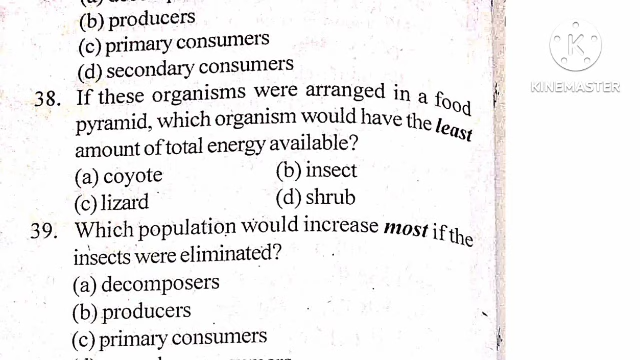 (b) producers
(c) primary consumers
(d) secondary consumers
38. If these organisms were arranged in a food
pyramid, which organism would have the least
amount of total energy available?
(a) coyote (b) insect
(c) lizard (d) shrub
39. Which population would increase most if the
insects were eliminated?
(a) decomposers
(b) producers
(c) primary consumers
KINEMASTER